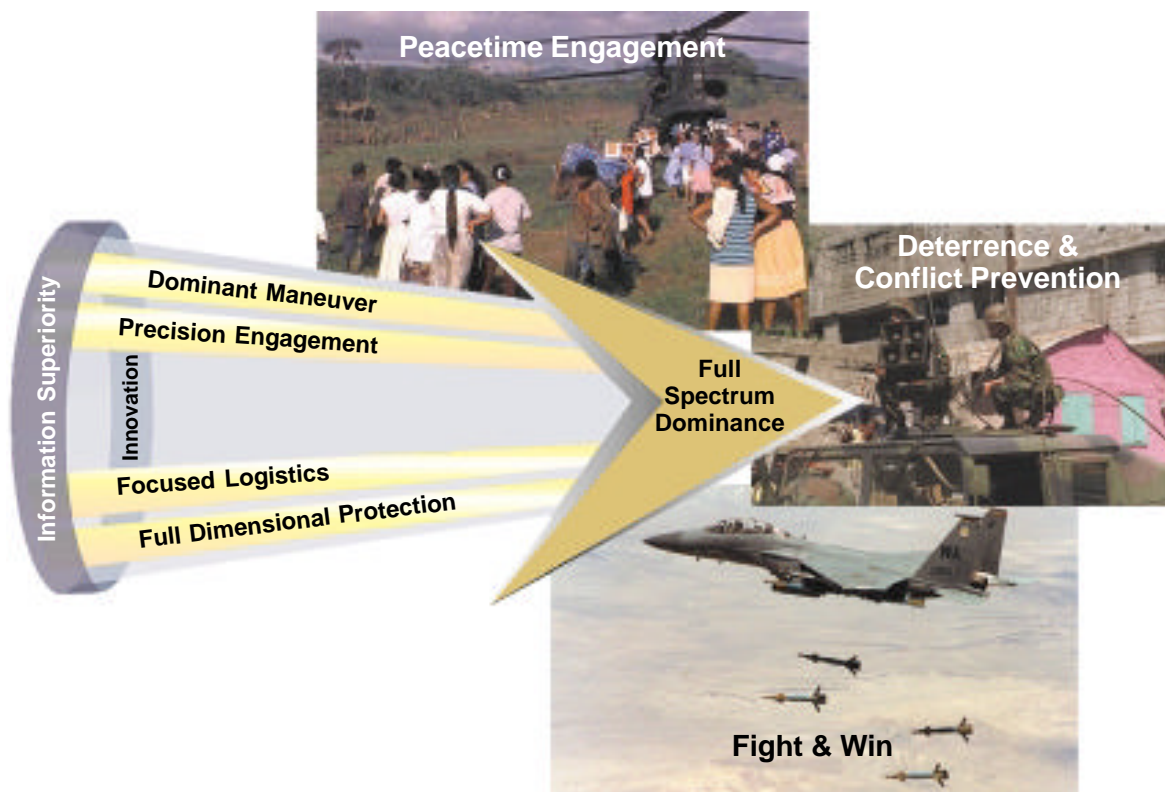 Peacetime Engagement
Deterrence &
Conflict Prevention
Information Superiority
Innovation
Dominant Maneuver
Precision Engagement
Focused Logistics
Full Dimensional Protection
Full
Spectrum
Dominance
Fight & Win